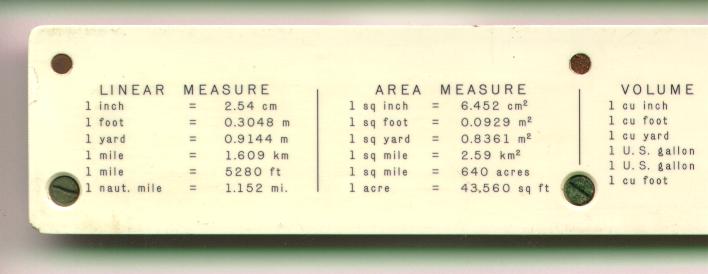 LINEAR MEASURE
1 inch = 2.54 cm
1 foot = 0.3048 m
1 yard = 0.9144 m
1 mile = 1.609 km
1 mile = 5280 ft
1 naut. mile = 1.152 mi.
AREA MEASURE
1 sq inch = 6.452 cm²
1 sq foot = 0.0929 m²
1 sq yard = 0.8361 m²
1 sq mile = 2.59 km²
1 sq mile = 640 acres
1 acre = 43,560 sq ft
VOLUME
1 cu inch
1 cu foot
1 cu yard
1 U.S. gallon
1 U.S. gallon
1 cu foot